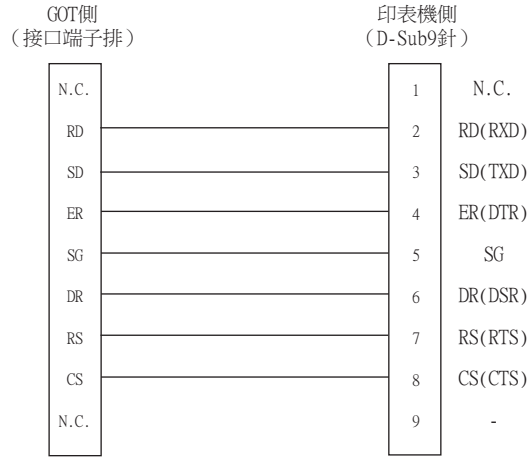 GOT側 印表機側
（接口端子排） （D-Sub9針）
N.C. 1 N.C.
RD 2 RD(RXD)
SD 3 SD(TXD)
ER 4 ER(DTR)
SG 5 SG
DR 6 DR(DSR)
RS 7 RS(RTS)
CS 8 CS(CTS)
N.C. 9 -